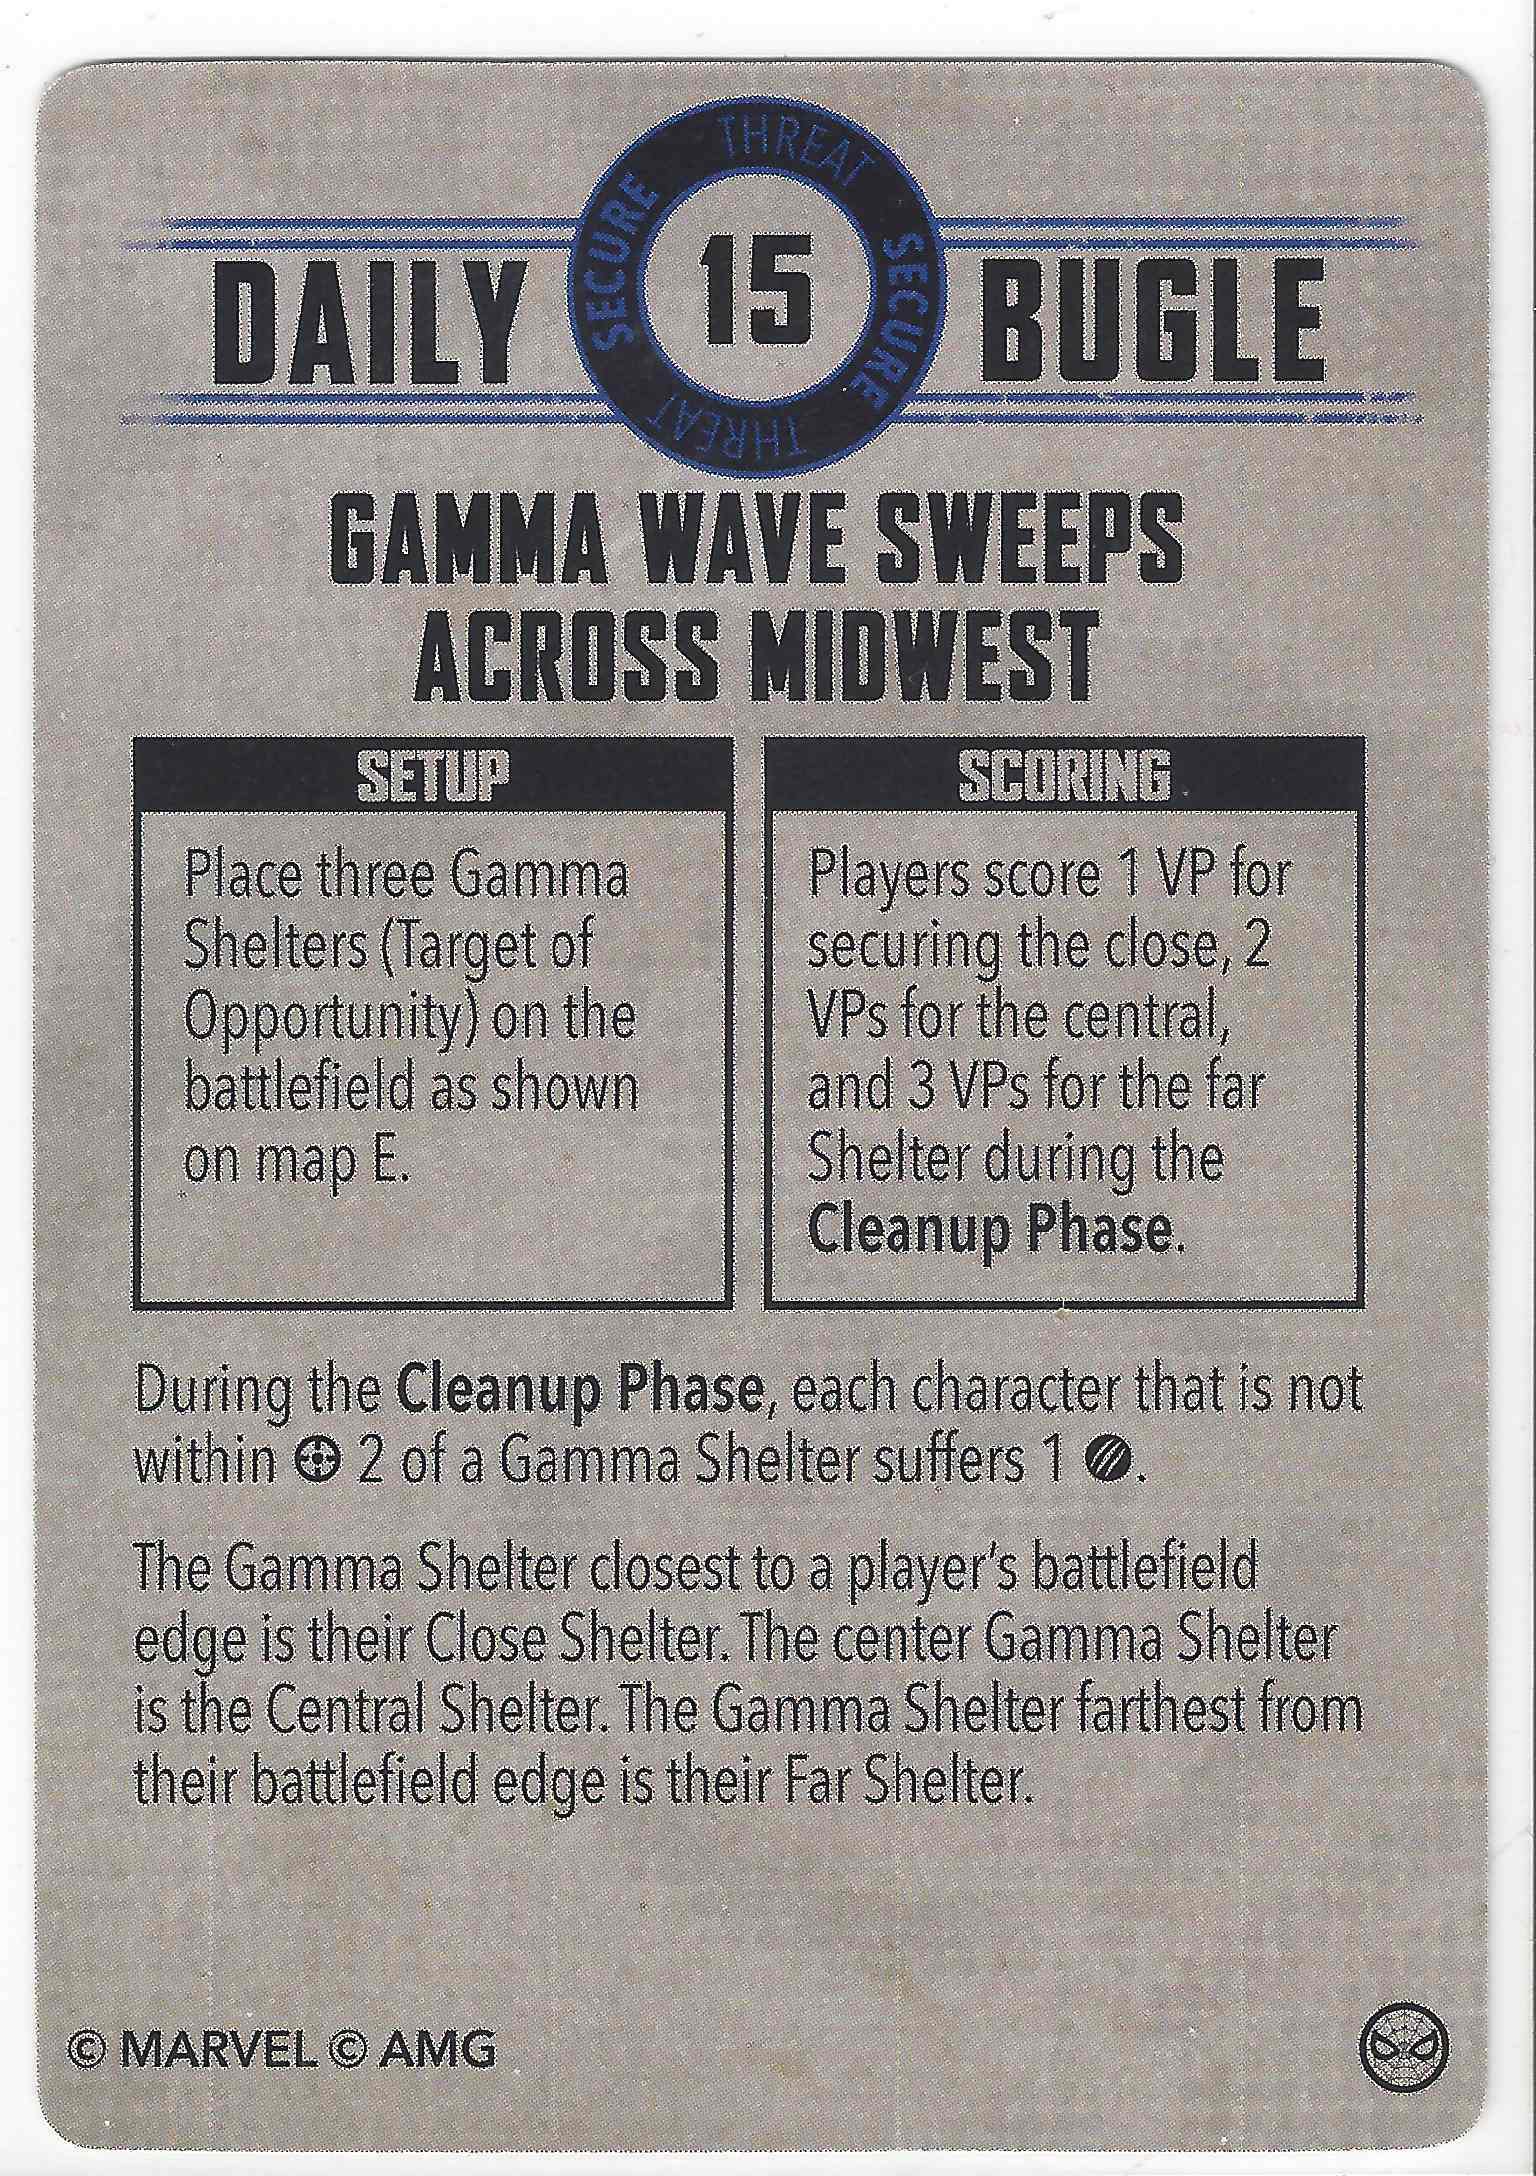 THREAT
SECURE
SECURE
THREAT
DAILY 15 BUGLE
GAMMA WAVE SWEEPS
ACROSS MIDWEST
SETUP
Place three Gamma
Shelters (Target of
Opportunity) on the
battlefield as shown
on map E.
SCORING
Players score 1 VP for
securing the close, 2
VPs for the central,
and 3 VPs for the far
Shelter during the
Cleanup Phase.
During the Cleanup Phase, each character that is not
within 2 of a Gamma Shelter suffers 1 .
The Gamma Shelter closest to a player's battlefield
edge is their Close Shelter. The center Gamma Shelter
is the Central Shelter. The Gamma Shelter farthest from
their battlefield edge is their Far Shelter.
© MARVEL © AMG